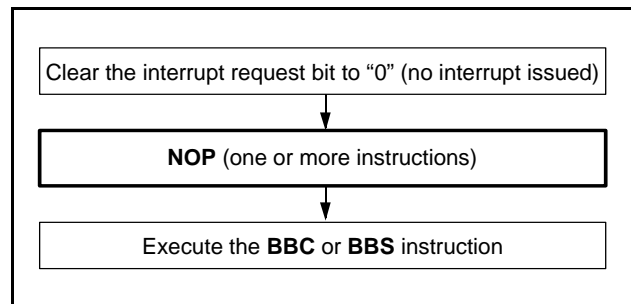 Clear the interrupt request bit to “0” (no interrupt issued)
NOP (one or more instructions)
Execute the BBC or BBS instruction